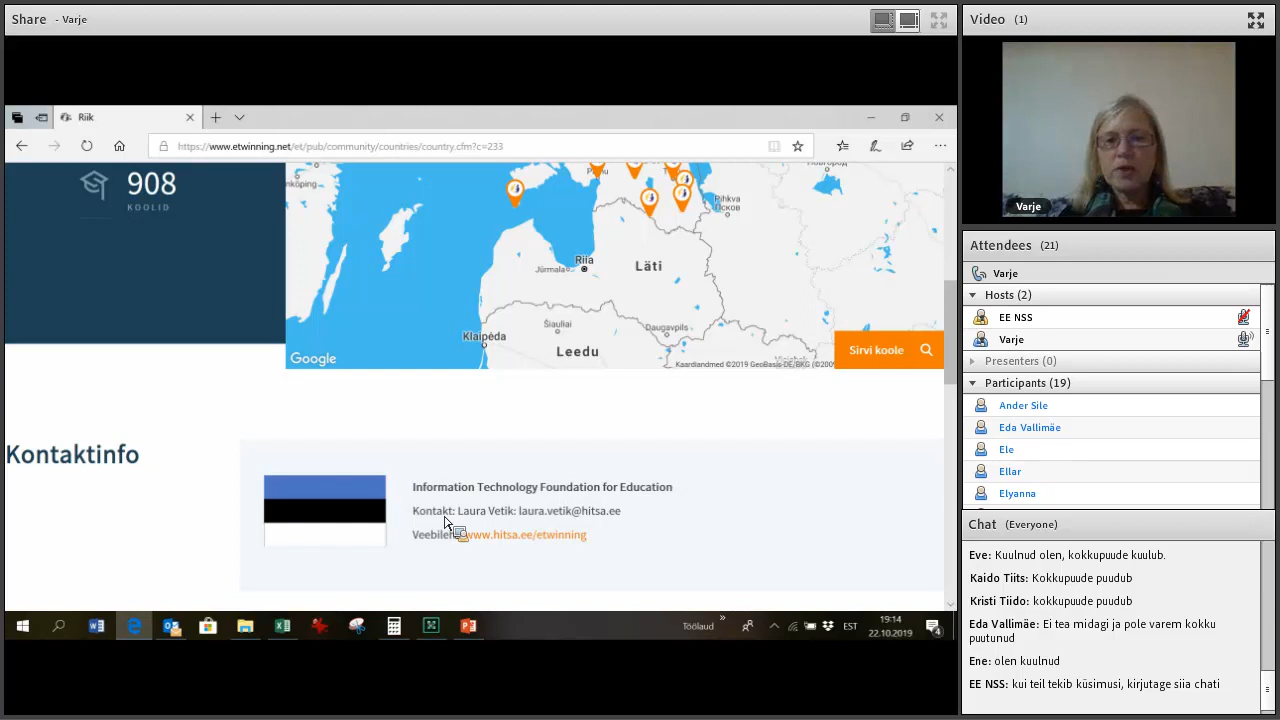 Share - Varje
Riik
https://www.etwinning.net/et/pub/community/countries/country.cfm?c=233
908
KOOLID
nköping
Pihkva
Псков
Riia
Jūrmala
Läti
Šiauliai
Daugavpils
Klaipėda
Leedu
Google
Sirvi koole
Kaardiandmed ©2019 GeoBasis-DE/BKG (©200
Kontaktinfo
Information Technology Foundation for Education
Kontakt: Laura Vetik: laura.vetik@hitsa.ee
www.hitsa.ee/etwinning
Töölaud
EST
19:14
22.10.2019
4
Video (1)
Varje
Attendees (21)
Varje
Hosts (2)
EE NSS
Varje
Presenters (0)
Participants (19)
Ander Sile
Eda Vallimäe
Ele
Ellar
Elyanna
Chat (Everyone)
Eve: Kuulnud olen, kokkupuude kuulub.
Kaido Tiits: Kokkupuude puudub
Kristi Tiido: kokkupuude puudub
Eda Vallimäe: Ei tea midagi ja pole varem kokku
puutunud
Ene: olen kuulnud
EE NSS: kui teil tekib küsimusi, kirjutage siia chati